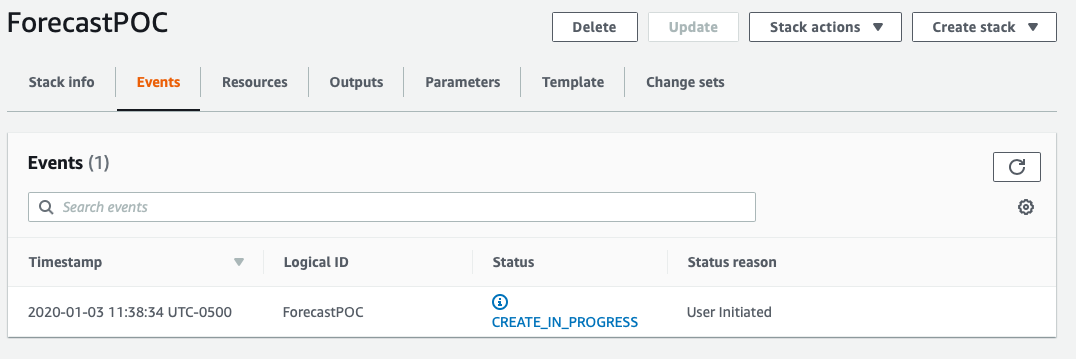 ForecastPOC
Delete Update Stack actions Create stack
Stack info Events Resources Outputs Parameters Template Change sets
Events (1)
Search events
Timestamp Logical ID Status Status reason
2020-01-03 11:38:34 UTC-0500 ForecastPOC CREATE_IN_PROGRESS User Initiated